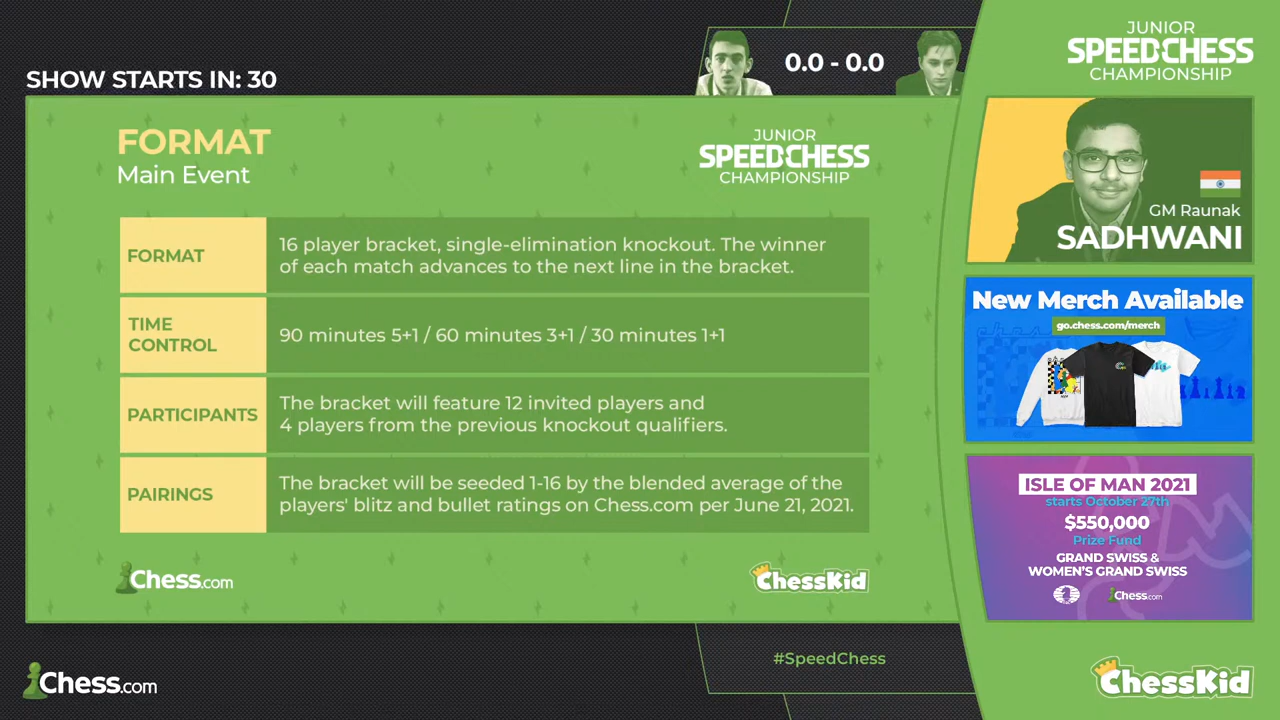 SHOW STARTS IN: 30
0.0 - 0.0
JUNIOR
SPEEDCHESS
CHAMPIONSHIP
FORMAT
Main Event
JUNIOR
SPEEDCHESS
CHAMPIONSHIP
FORMAT
16 player bracket, single-elimination knockout. The winner
of each match advances to the next line in the bracket.
TIME
CONTROL
90 minutes 5+1 / 60 minutes 3+1 / 30 minutes 1+1
PARTICIPANTS
The bracket will feature 12 invited players and
4 players from the previous knockout qualifiers.
PAIRINGS
The bracket will be seeded 1-16 by the blended average of the
players' blitz and bullet ratings on Chess.com per June 21, 2021.
Chess.com
ChessKid
GM Raunak
SADHWANI
New Merch Available
go.chess.com/merch
ISLE OF MAN 2021
starts October 27th
$550,000
Prize Fund
GRAND SWISS &
WOMEN'S GRAND SWISS
Chess.com
#SpeedChess
Chess.com
ChessKid